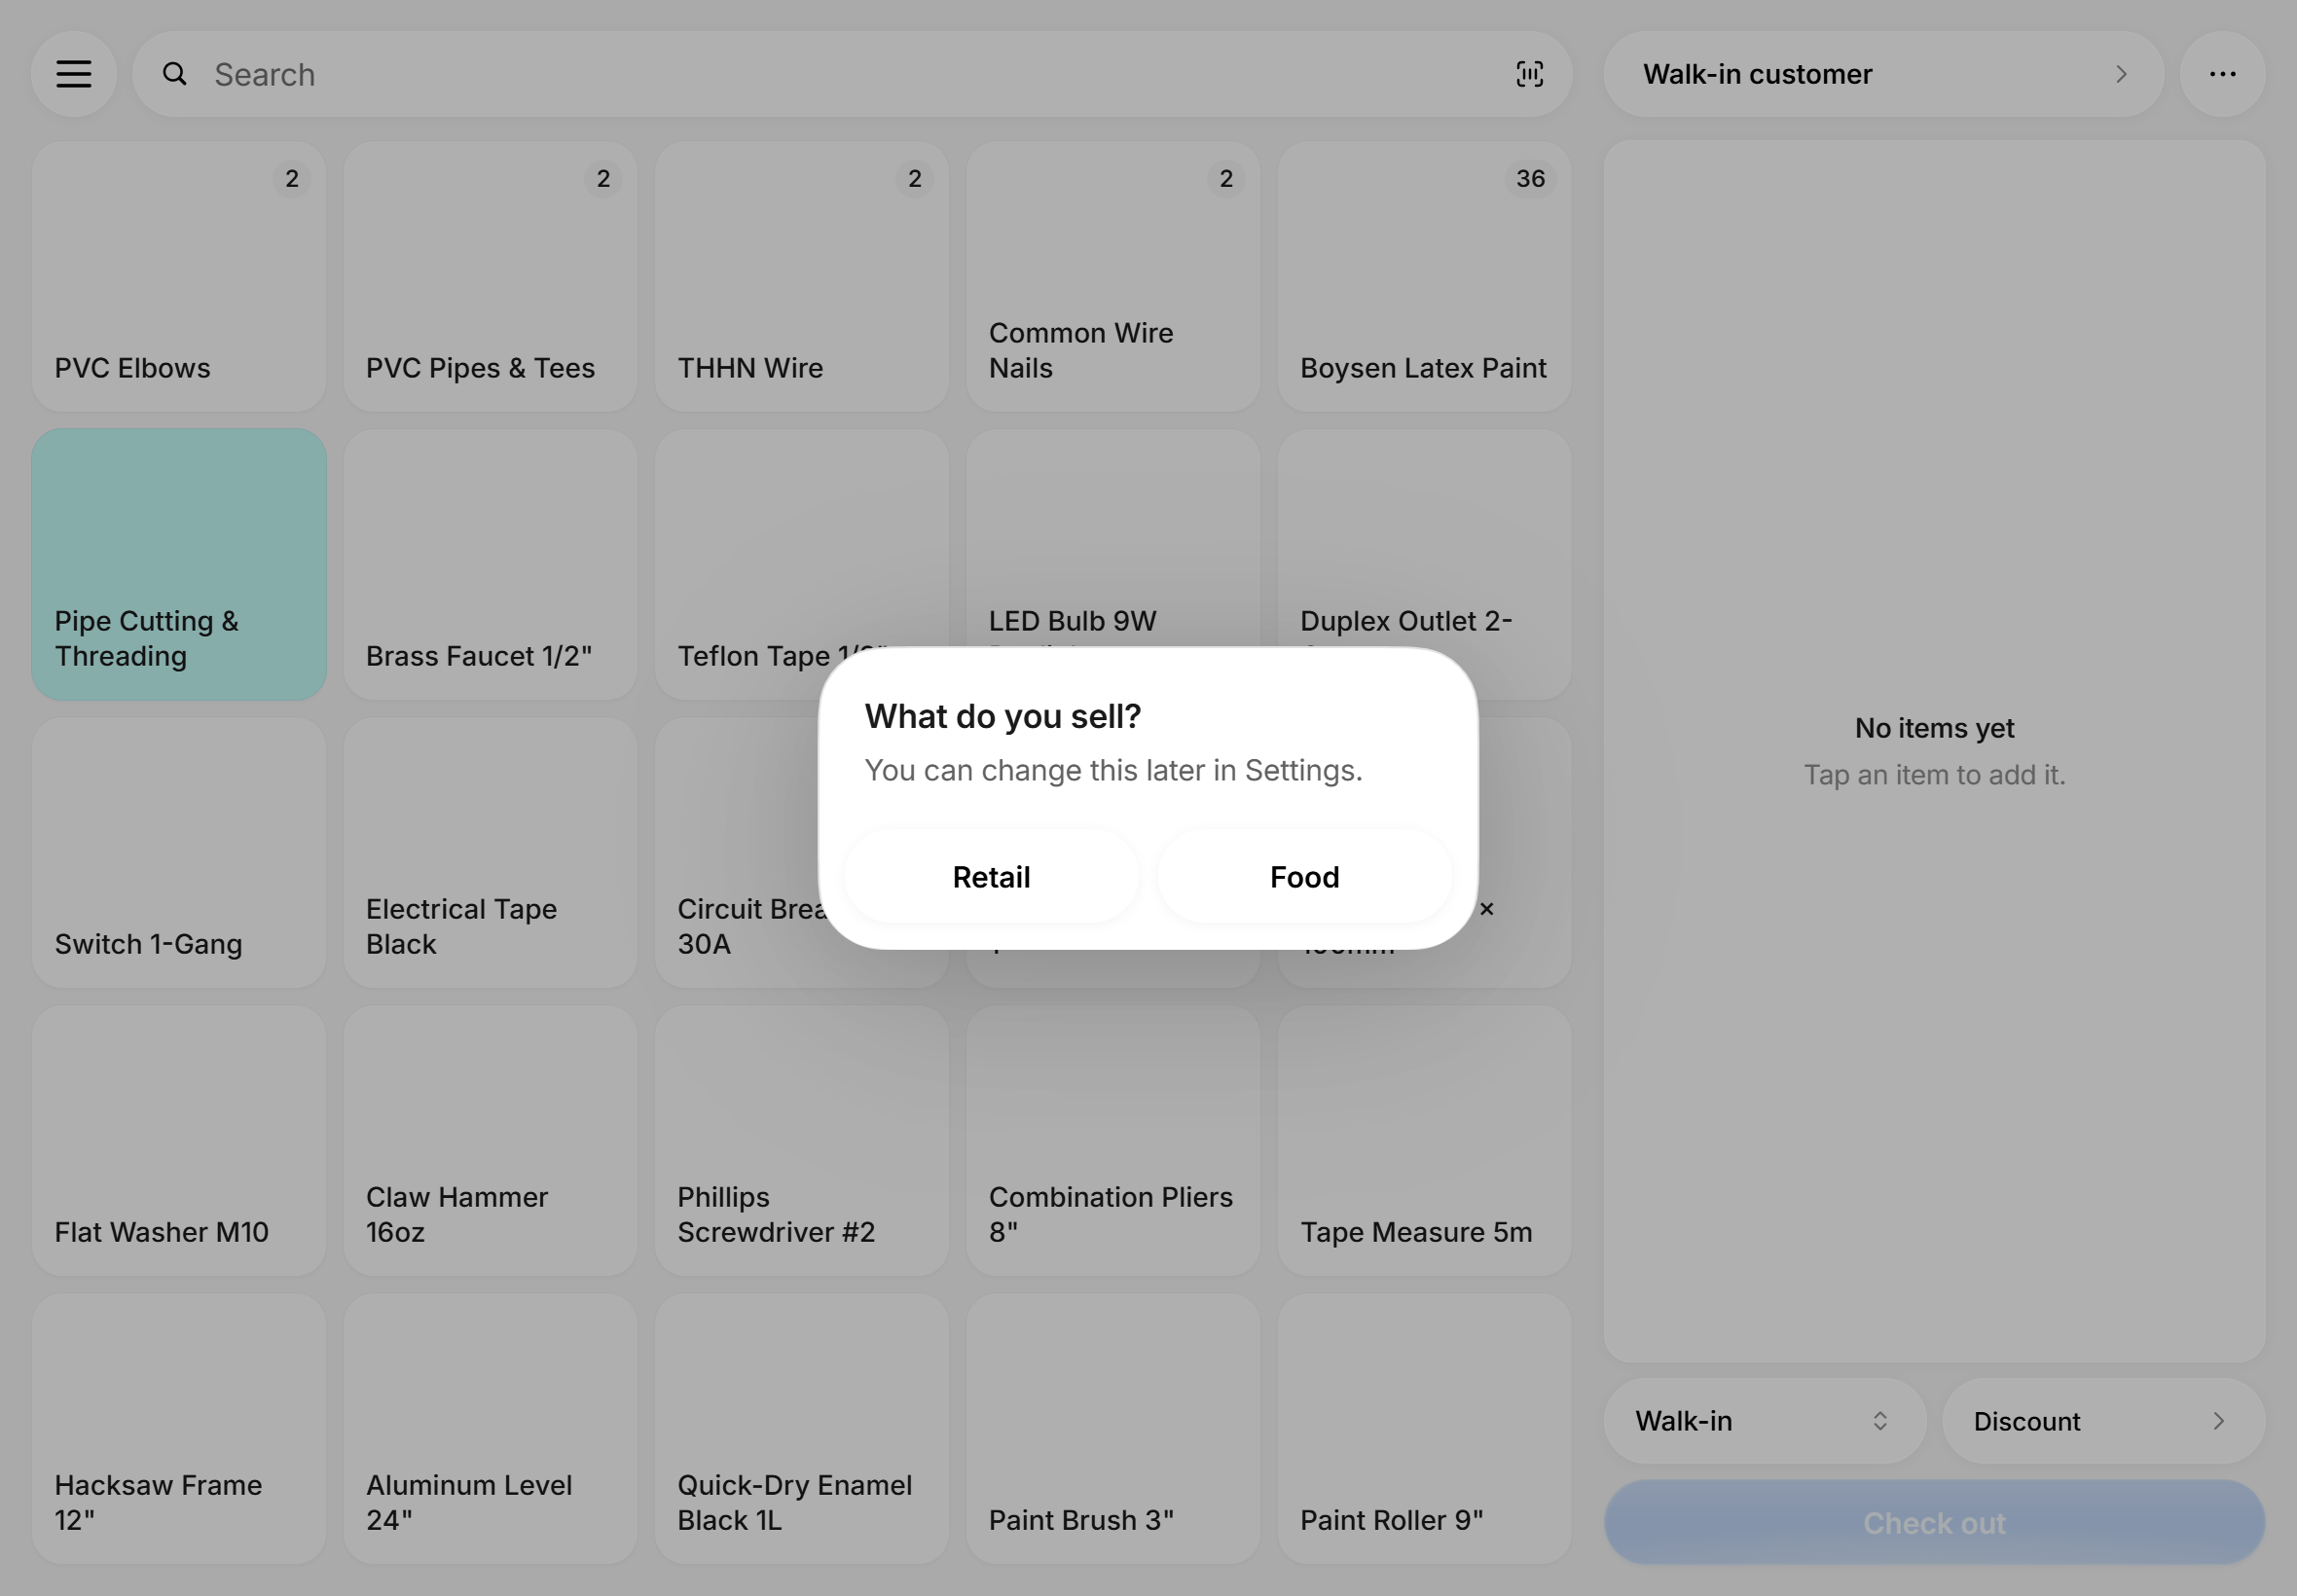 Search
Walk-in customer
2
2
2
2
36
PVC Elbows
PVC Pipes & Tees
THHN Wire
Common Wire
Nails
Boysen Latex Paint
Pipe Cutting &
Threading
Brass Faucet 1/2"
Teflon Tape
LED Bulb 9W
Duplex Outlet 2-
What do you sell?
You can change this later in Settings.
Retail
Food
No items yet
Tap an item to add it.
Switch 1-Gang
Electrical Tape
Black
Circuit
30A
×
Flat Washer M10
Claw Hammer
16oz
Phillips
Screwdriver #2
Combination Pliers
8"
Tape Measure 5m
Hacksaw Frame
12"
Aluminum Level
24"
Quick-Dry Enamel
Black 1L
Paint Brush 3"
Paint Roller 9"
Walk-in
Discount
Check out